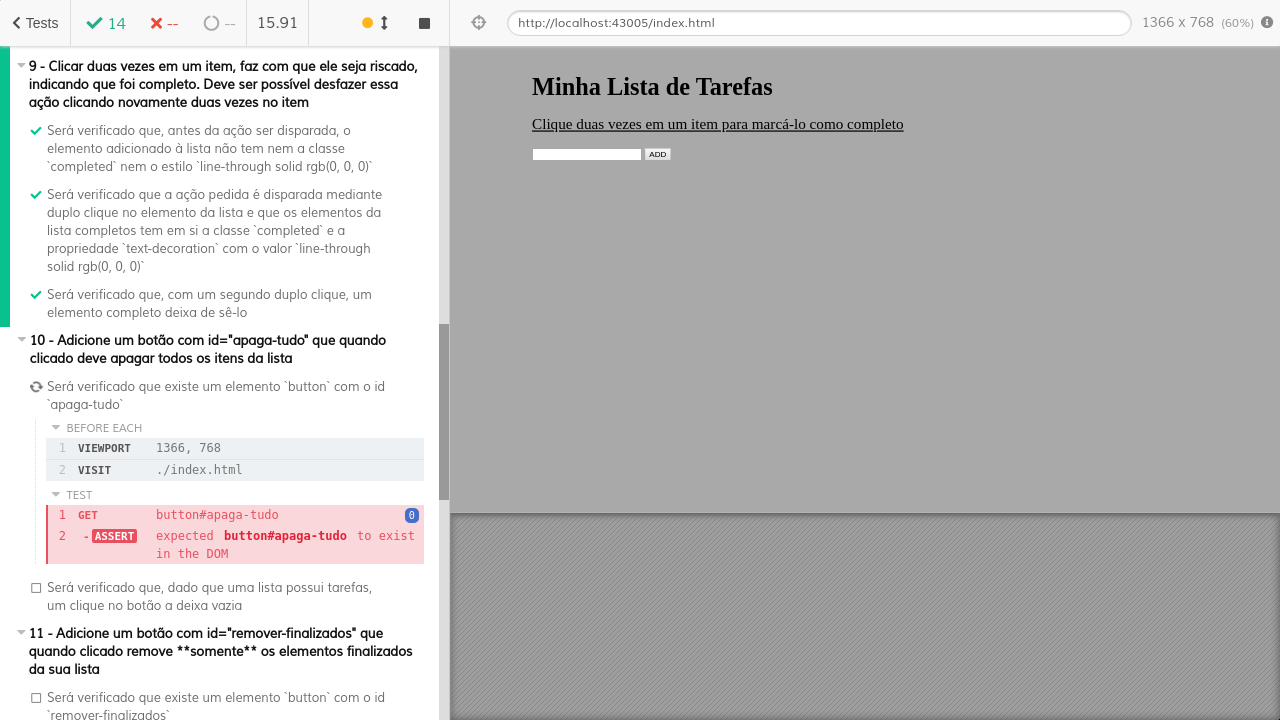 Tests
14
--
--
15.91
http://localhost:43005/index.html
1366 x 768 (60%)
9 - Clicar duas vezes em um item, faz com que ele seja riscado,
indicando que foi completo. Deve ser possível desfazer essa
ação clicando novamente duas vezes no item
Será verificado que, antes da ação ser disparada, o
elemento adicionado à lista não tem nem a classe
`completed` nem o estilo `line-through solid rgb(0, 0, 0)`
Será verificado que a ação pedida é disparada mediante
duplo clique no elemento da lista e que os elementos da
lista completos tem em si a classe `completed` e a
propriedade `text-decoration` com o valor `line-through
solid rgb(0, 0, 0)`
Será verificado que, com um segundo duplo clique, um
elemento completo deixa de sê-lo
10 - Adicione um botão com id="apaga-tudo" que quando
clicado deve apagar todos os itens da lista
Será verificado que existe um elemento `button` com o id
`apaga-tudo`
BEFORE EACH
1 VIEWPORT 1366, 768
2 VISIT ./index.html
TEST
1 GET button#apaga-tudo 0
2 -ASSERT expected button#apaga-tudo to exist
in the DOM
Será verificado que, dado que uma lista possui tarefas,
um clique no botão a deixa vazia
11 - Adicione um botão com id="remover-finalizados" que
quando clicado remove **somente** os elementos finalizados
da sua lista
Será verificado que existe um elemento `button` com o id
`remover-finalizados`
Minha Lista de Tarefas
Clique duas vezes em um item para marcá-lo como completo
ADD